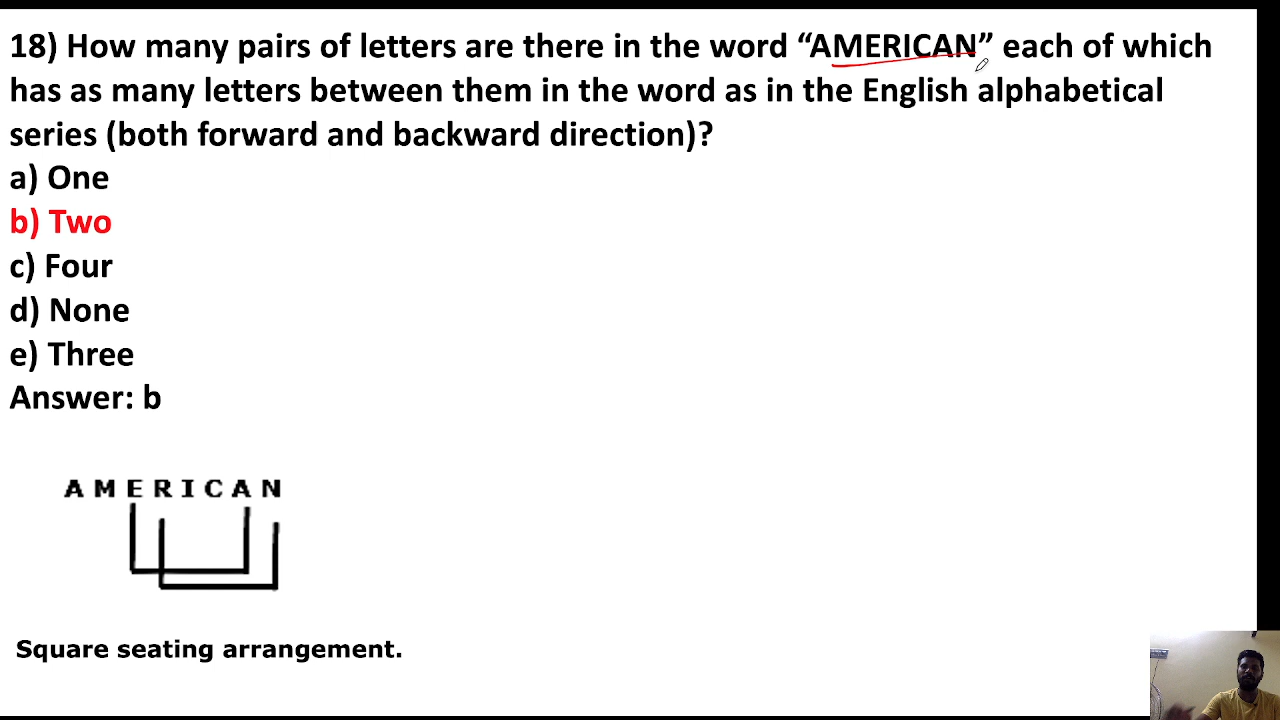 18) How many pairs of letters are there in the word “AMERICAN” each of which
has as many letters between them in the word as in the English alphabetical
series (both forward and backward direction)?
a) One
b) Two
c) Four
d) None
e) Three
Answer: b
A M E R I C A N
Square seating arrangement.